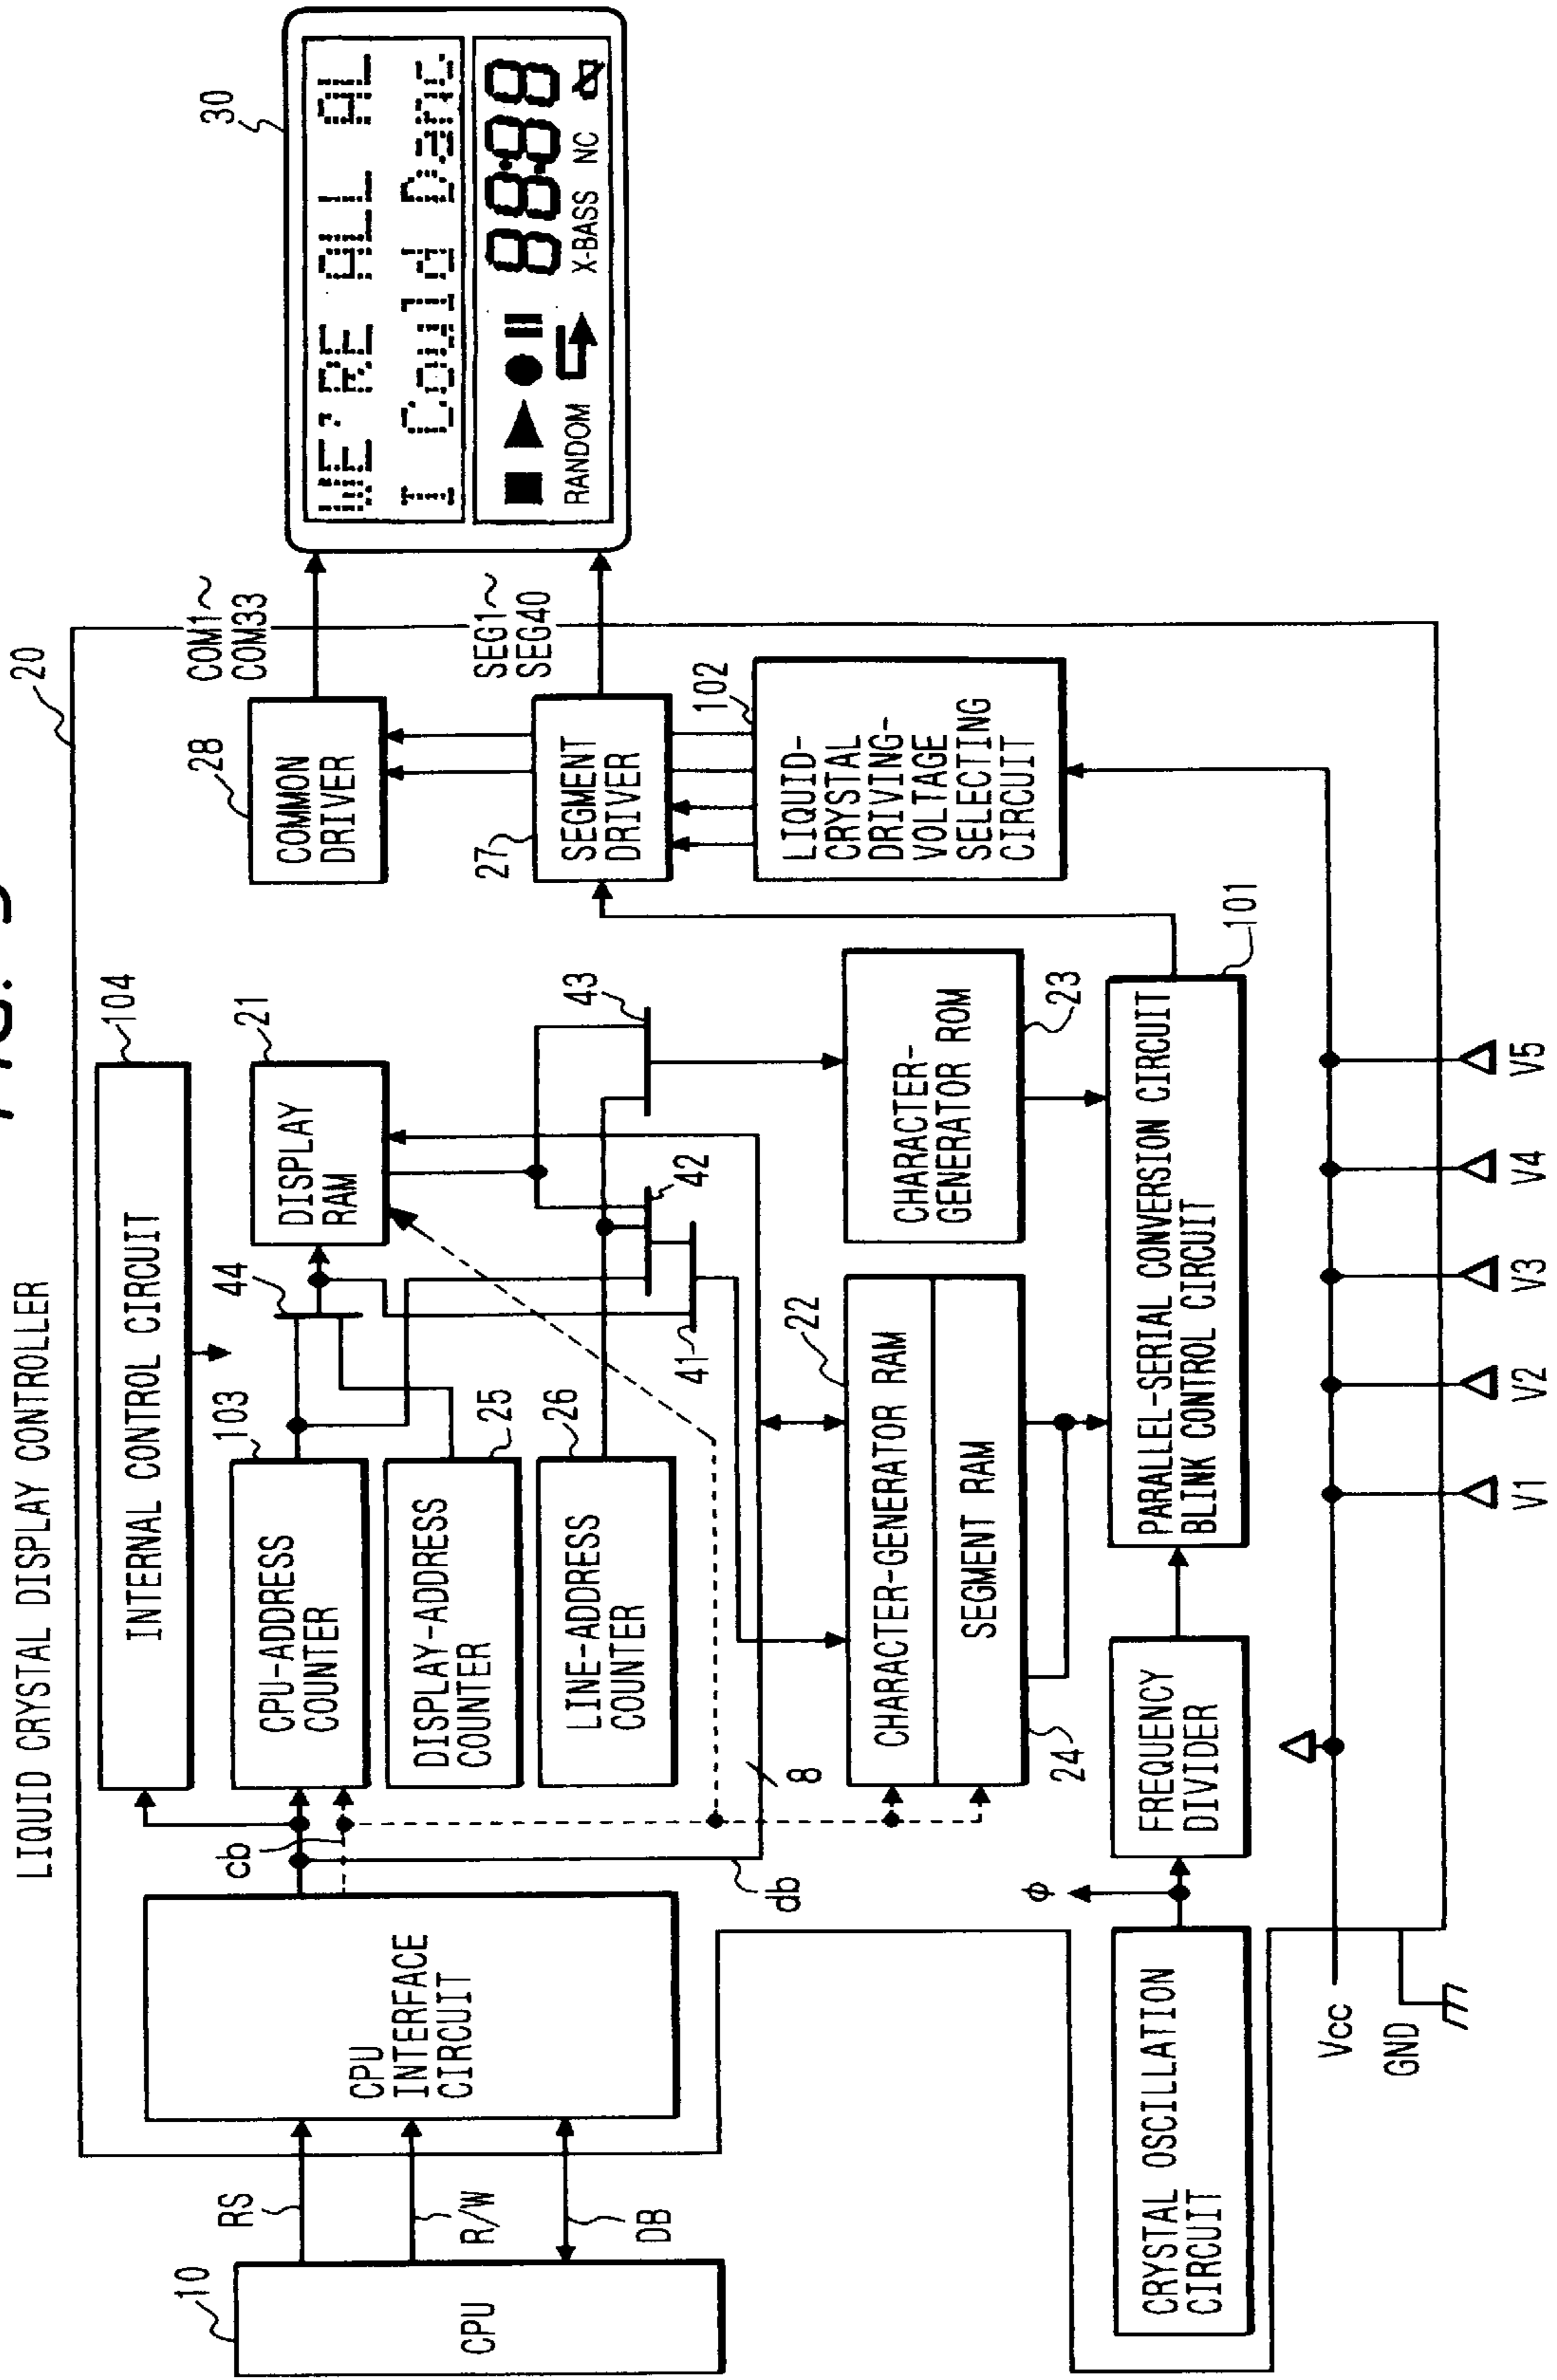 LIQUID CRYSTAL DISPLAY CONTROLLER
20
104
INTERNAL CONTROL CIRCUIT
10
CPU
RS
R/W
DB
CPU
INTERFACE
CIRCUIT
cb
db
8
103
CPU-ADDRESS
COUNTER
DISPLAY-ADDRESS
COUNTER
25
LINE-ADDRESS
COUNTER
26
44
21
DISPLAY
RAM
41
42
43
22
CHARACTER-GENERATOR RAM
SEGMENT RAM
24
CHARACTER-
GENERATOR ROM
23
28
COMMON
DRIVER
COM1~
COM33
27
SEGMENT
DRIVER
SEG1~
SEG40
102
LIQUID-
CRYSTAL
DRIVING-
VOLTAGE
SELECTING
CIRCUIT
30
WE'RE ALL AL
I Could Danc
88:88
RANDOM
X-BASS NC
CRYSTAL OSCILLATION
CIRCUIT
φ
FREQUENCY
DIVIDER
PARALLEL-SERIAL CONVERSION CIRCUIT
BLINK CONTROL CIRCUIT
101
Vcc
GND
V1 V2 V3 V4 V5